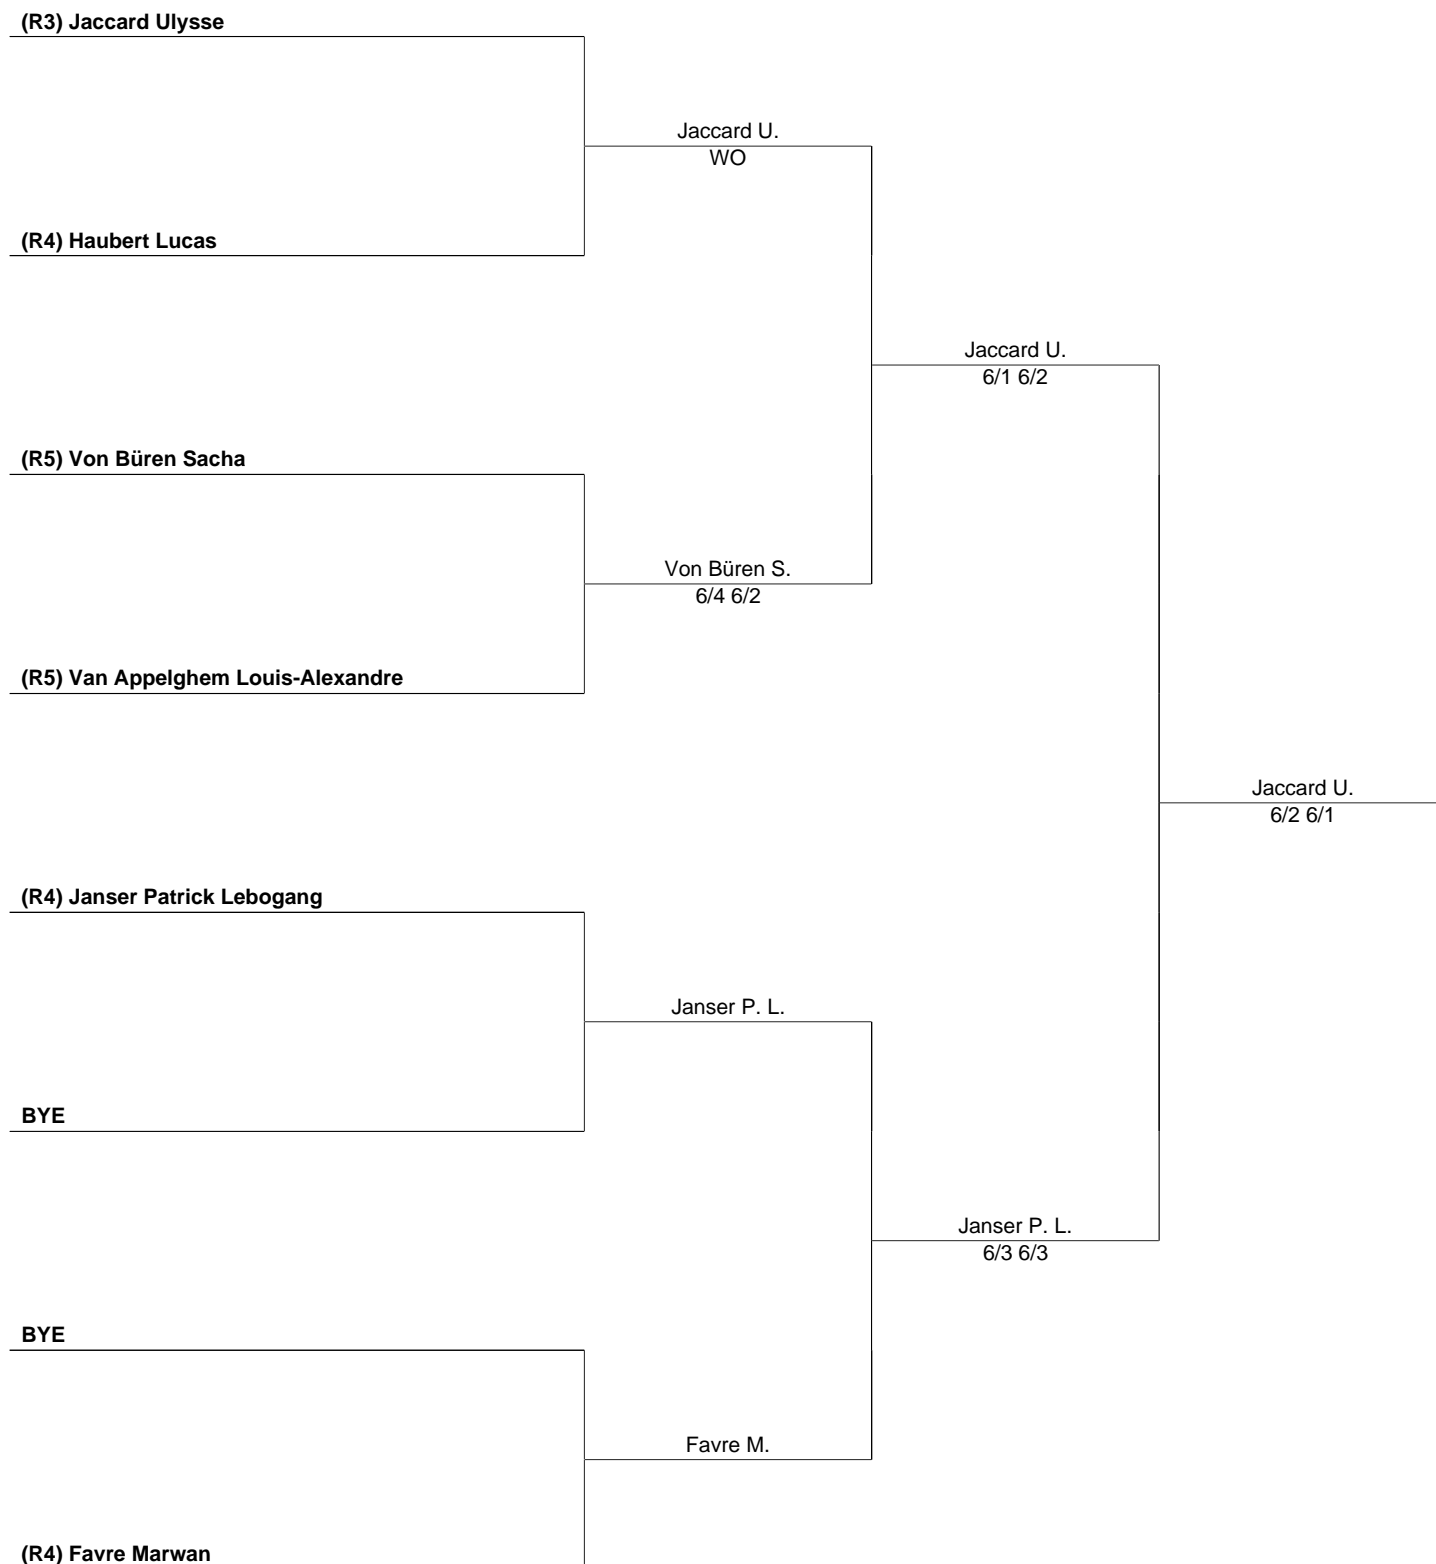 (R3) Jaccard Ulysse
Jaccard U.
WO
(R4) Haubert Lucas
Jaccard U.
6/1 6/2
(R5) Von Büren Sacha
Von Büren S.
6/4 6/2
(R5) Van Appelghem Louis-Alexandre
Jaccard U.
6/2 6/1
(R4) Janser Patrick Lebogang
Janser P. L.
BYE
Janser P. L.
6/3 6/3
BYE
Favre M.
(R4) Favre Marwan